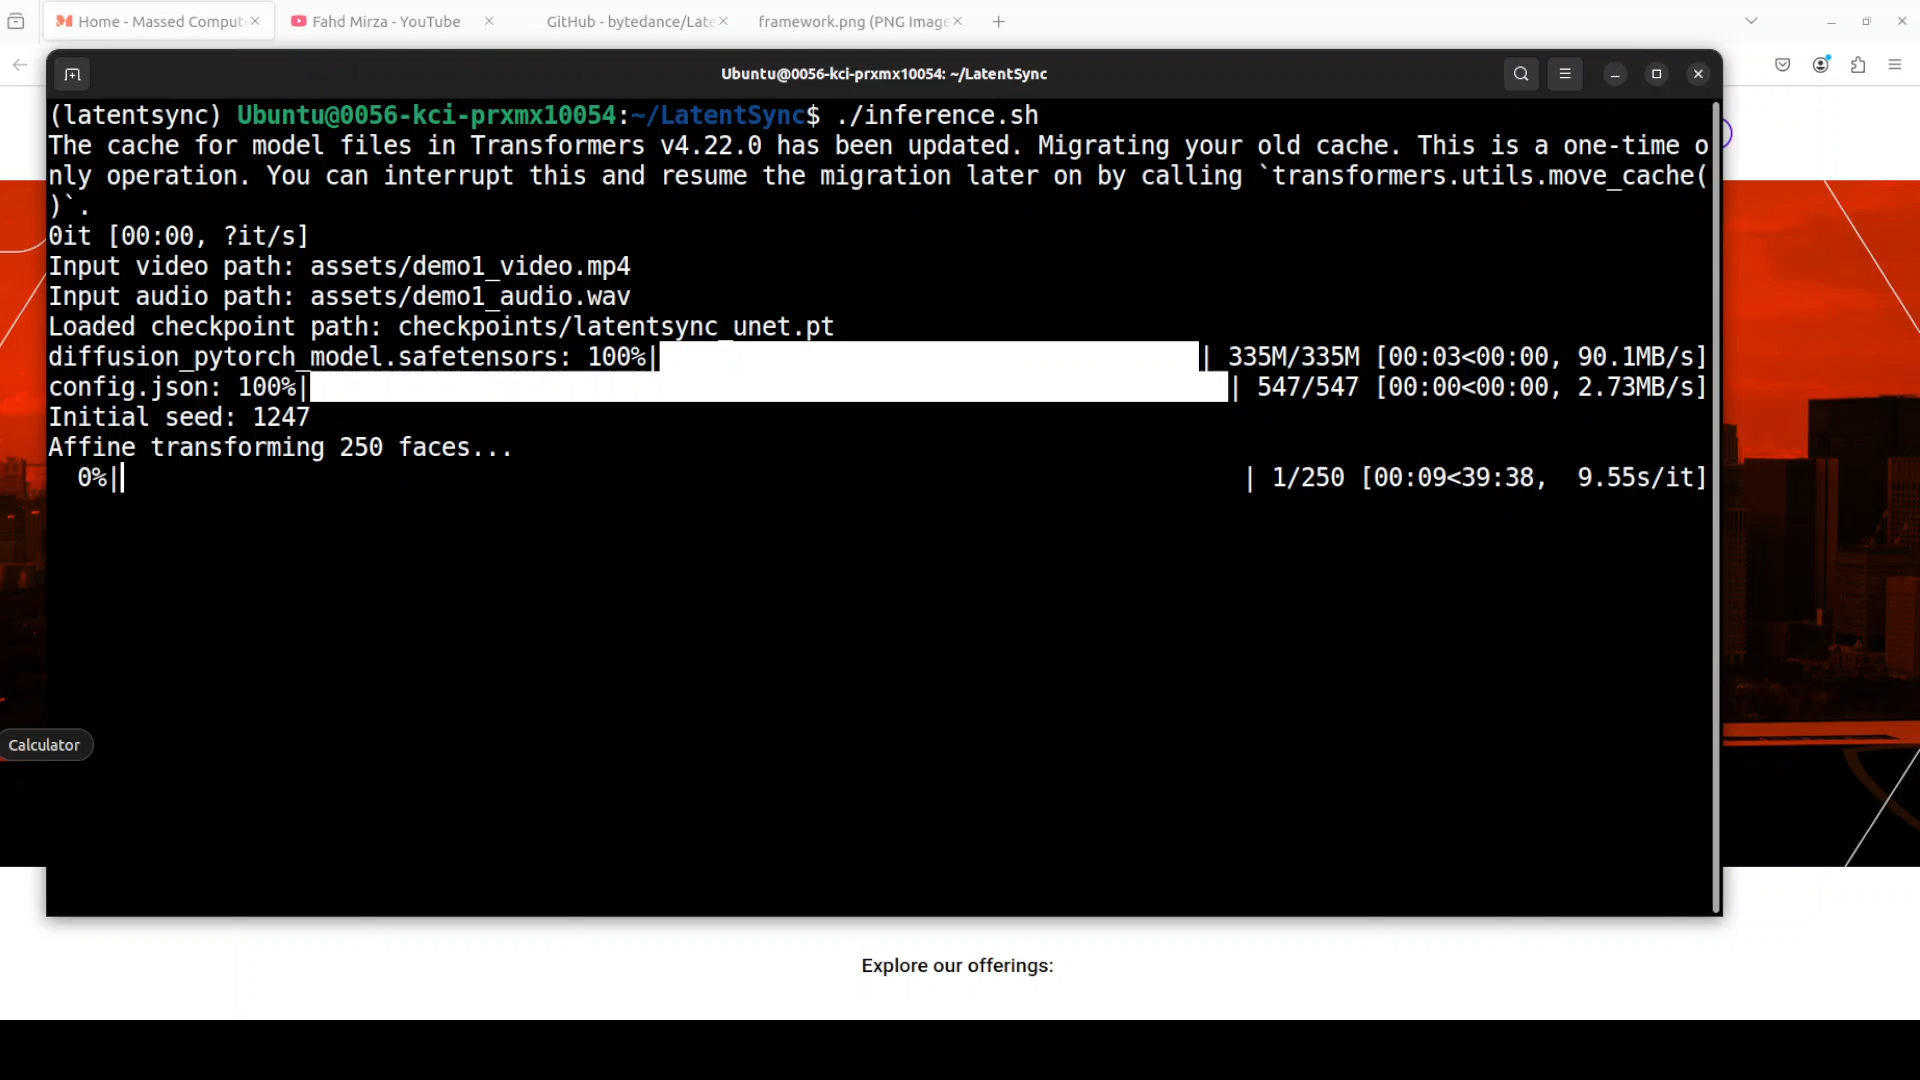 Home - Massed Comput
Fahd Mirza - YouTube
GitHub - bytedance/Late
framework.png (PNG Image
Ubuntu@0056-kci-prxmx10054: ~/LatentSync
(latentsync) Ubuntu@0056-kci-prxmx10054:~/LatentSync$ ./inference.sh
The cache for model files in Transformers v4.22.0 has been updated. Migrating your old cache. This is a one-time o
nly operation. You can interrupt this and resume the migration later on by calling `transformers.utils.move_cache(
)`.
0it [00:00, ?it/s]
Input video path: assets/demo1_video.mp4
Input audio path: assets/demo1_audio.wav
Loaded checkpoint path: checkpoints/latentsync_unet.pt
diffusion_pytorch_model.safetensors: 100%| | 335M/335M [00:03<00:00, 90.1MB/s]
config.json: 100%| | 547/547 [00:00<00:00, 2.73MB/s]
Initial seed: 1247
Affine transforming 250 faces...
0%| | 1/250 [00:09<39:38, 9.55s/it]
Calculator
Explore our offerings: